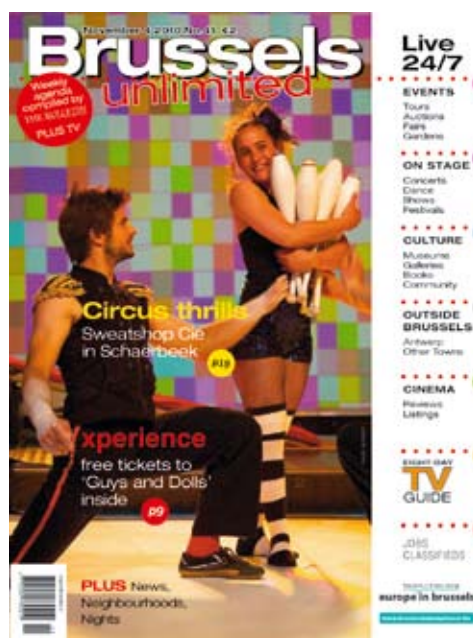 November 4 2010 No 45 €2
Brussels
unlimited
Weekly
agenda
compiled by
THE BULLETIN
PLUS TV
Circus thrills
Sweatshop Cie
in Schaerbeek
xperience
free tickets to
'Guys and Dolls'
inside
p9
PLUS News,
Neighbourhoods,
Nights
Live
24/7
EVENTS
Tours
Auctions
Fairs
Gardens
ON STAGE
Concerts
Dance
Shows
Festivals
CULTURE
Museums
Galleries
Books
Community
OUTSIDE
BRUSSELS
Antwerp
Other Towns
CINEMA
Reviews
Listings
EIGHT-DAY
TV
GUIDE
JOBS
CLASSIFIEDS
europe in brussels